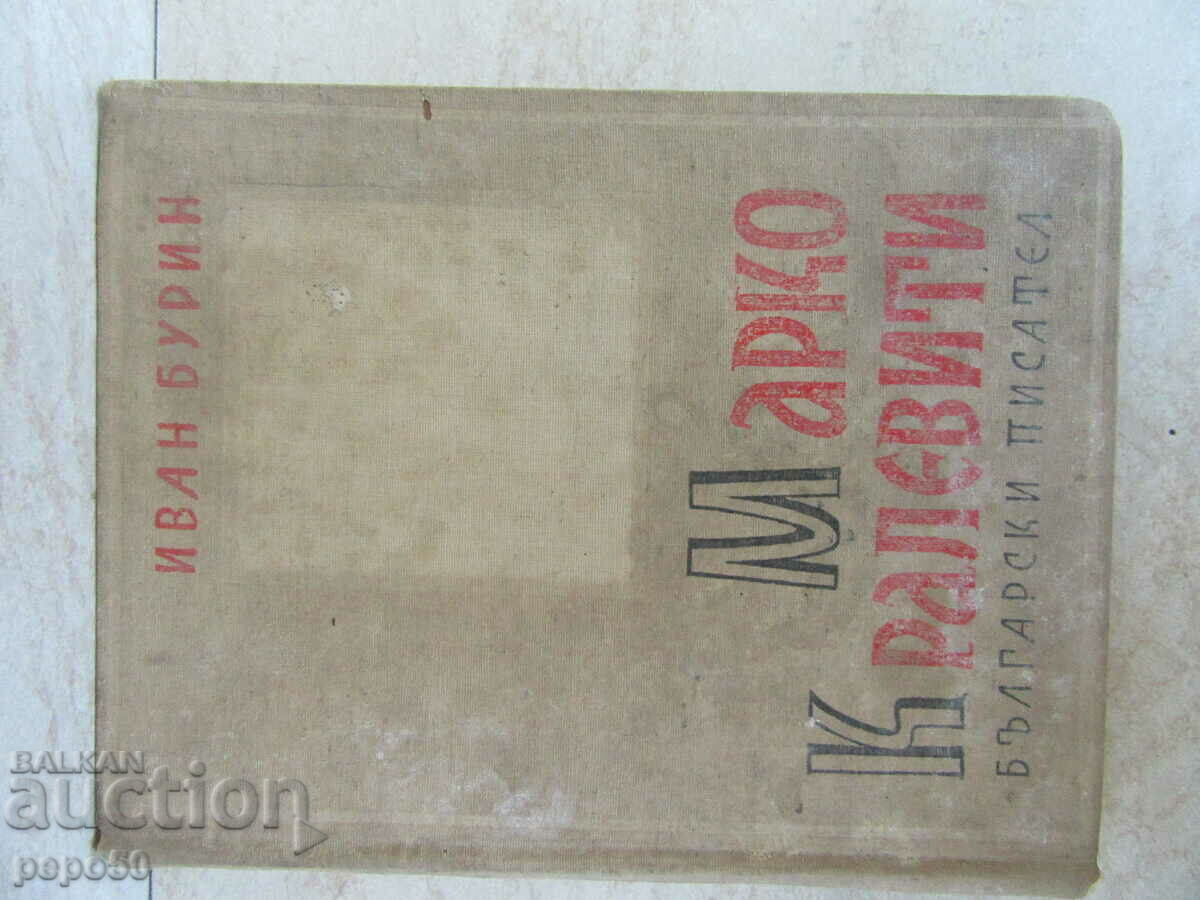 ИВАН БУРИН
МАРКО
КРАЛЕВИТИ
БЪЛГАРСКИ ПИСАТЕЛ
BALKAN
auction
pepo50